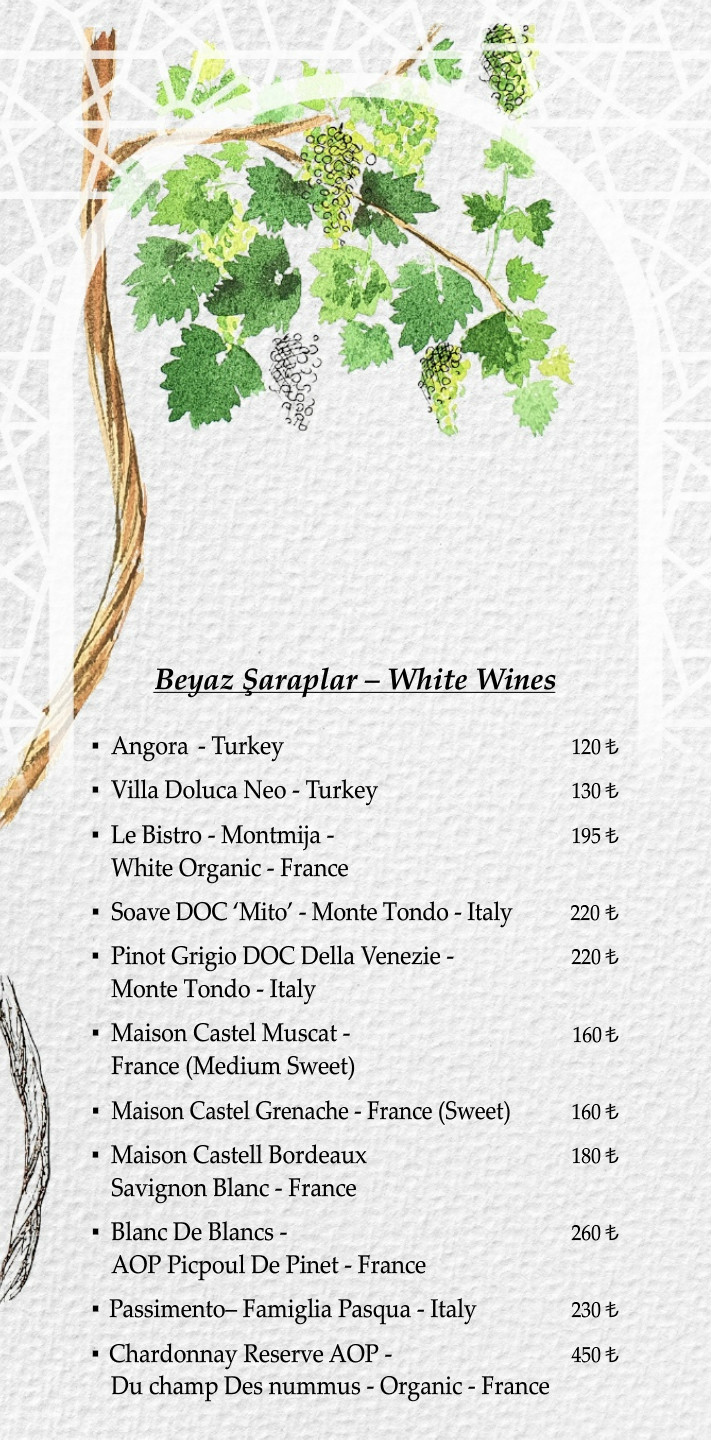 Beyaz Şaraplar – White Wines
▪ Angora - Turkey 120 ₺
▪ Villa Doluca Neo - Turkey 130 ₺
▪ Le Bistro - Montmija - 195 ₺
White Organic - France
▪ Soave DOC ‘Mito’ - Monte Tondo - Italy 220 ₺
▪ Pinot Grigio DOC Della Venezie - 220 ₺
Monte Tondo - Italy
▪ Maison Castel Muscat - 160 ₺
France (Medium Sweet)
▪ Maison Castel Grenache - France (Sweet) 160 ₺
▪ Maison Castell Bordeaux 180 ₺
Savignon Blanc - France
▪ Blanc De Blancs - 260 ₺
AOP Picpoul De Pinet - France
▪ Passimento– Famiglia Pasqua - Italy 230 ₺
▪ Chardonnay Reserve AOP - 450 ₺
Du champ Des nummus - Organic - France